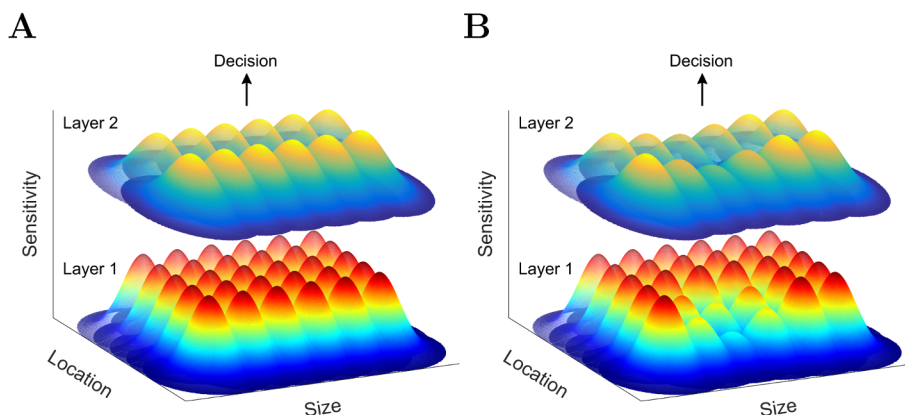 A
Decision
Layer 2
Sensitivity
Layer 1
Location
Size
B
Decision
Layer 2
Sensitivity
Layer 1
Location
Size